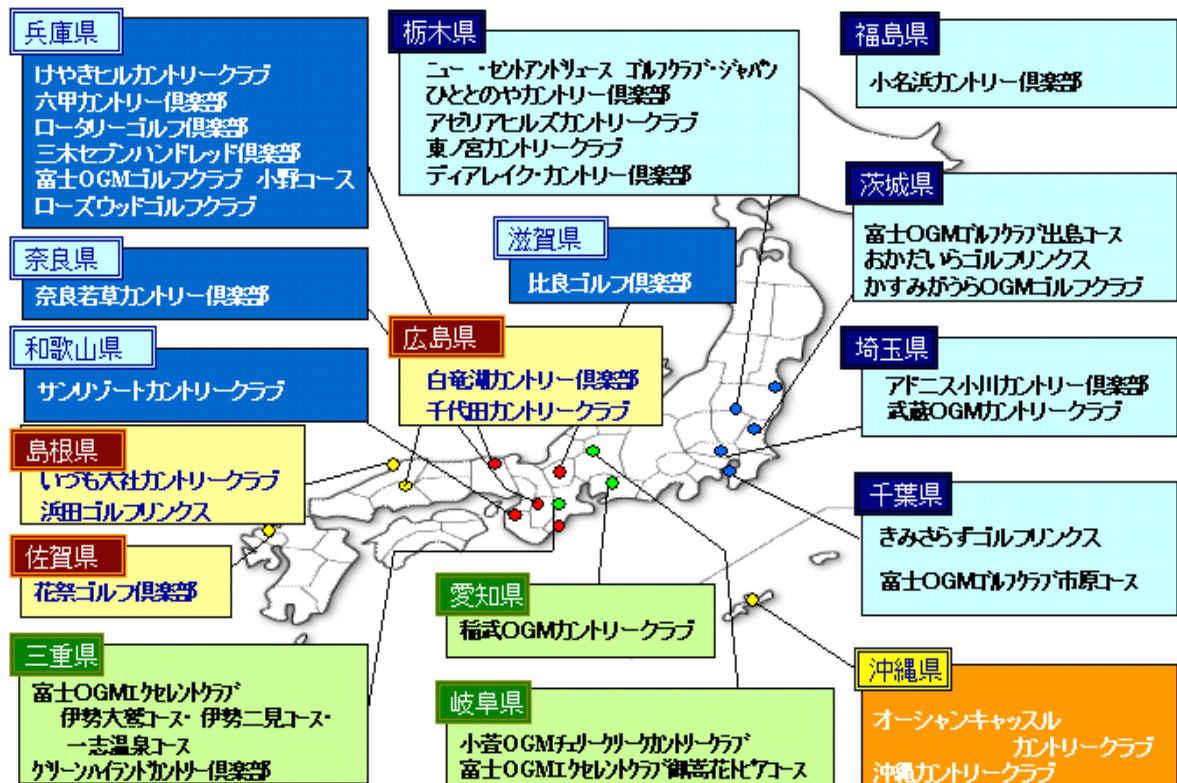 兵庫県
けやきヒルカントリークラブ
六甲カントリー倶楽部
ロータリーゴルフ倶楽部
三木セブンハンドレッド倶楽部
富士OGMゴルフクラブ 小野コース
ローズウッドゴルフクラブ
奈良県
奈良若草カントリー倶楽部
和歌山県
サンリゾートカントリークラブ
島根県
いづも大社カントリークラブ
浜田ゴルフリンクス
佐賀県
花祭ゴルフ倶楽部
三重県
富士OGMエクセレントクラブ
伊勢大鷲コース・ 伊勢二見コース・
一志温泉コース
グリーンハイランドカントリー倶楽部
栃木県
ニュー ・セントアンドリュース ゴルフクラブ・ジャパン
ひととのやカントリー倶楽部
アゼリアヒルズカントリークラブ
東ノ宮カントリークラブ
ディアレイク・カントリー倶楽部
滋賀県
比良ゴルフ倶楽部
広島県
白竜湖カントリー倶楽部
千代田カントリークラブ
愛知県
稲武OGMカントリークラブ
岐阜県
小萱OGMチェリークリークカントリークラブ
富士OGMエクセレントクラブ御嵩花トピアコース
福島県
小名浜カントリー倶楽部
茨城県
富士OGMゴルフクラブ出島コース
おかだいらゴルフリンクス
かすみがうらOGMゴルフクラブ
埼玉県
アドニス小川カントリー倶楽部
武蔵OGMカントリークラブ
千葉県
きみさらずゴルフリンクス
富士OGMゴルフクラブ市原コース
沖縄県
オーシャンキャッスル
カントリークラブ
沖縄カントリークラブ